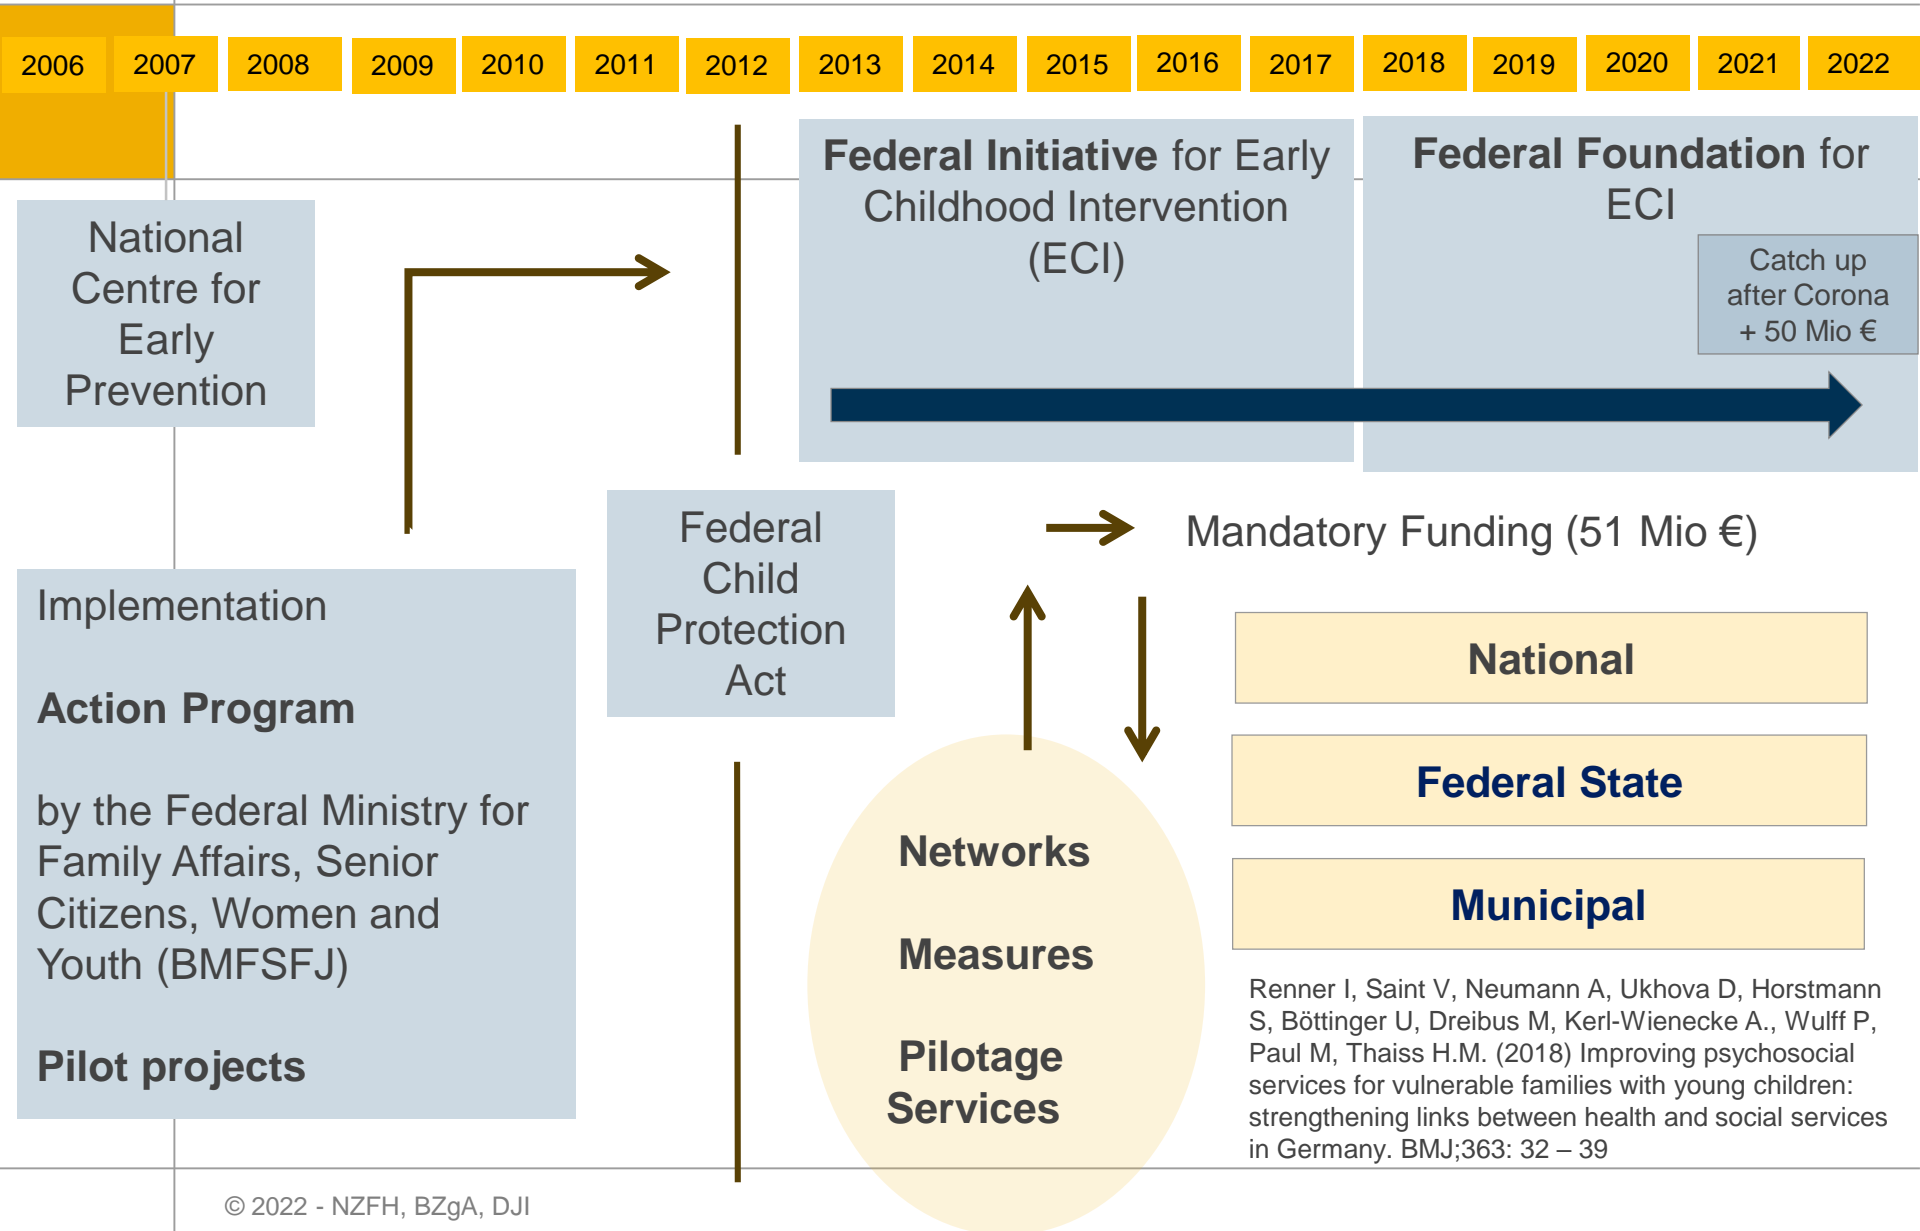 2006 2007 2008 2009 2010 2011 2012 2013 2014 2015 2016 2017 2018 2019 2020 2021 2022
National
Centre for
Early
Prevention
Federal Initiative for Early
Childhood Intervention
(ECI)
Federal Foundation for
ECI
Catch up
after Corona
+ 50 Mio €
Federal
Child
Protection
Act
Mandatory Funding (51 Mio €)
Implementation
Action Program
by the Federal Ministry for
Family Affairs, Senior
Citizens, Women and
Youth (BMFSFJ)
Pilot projects
Networks
Measures
Pilotage
Services
National
Federal State
Municipal
Renner I, Saint V, Neumann A, Ukhova D, Horstmann
S, Böttinger U, Dreibus M, Kerl-Wienecke A., Wulff P,
Paul M, Thaiss H.M. (2018) Improving psychosocial
services for vulnerable families with young children:
strengthening links between health and social services
in Germany. BMJ;363: 32 – 39
© 2022 - NZFH, BZgA, DJI